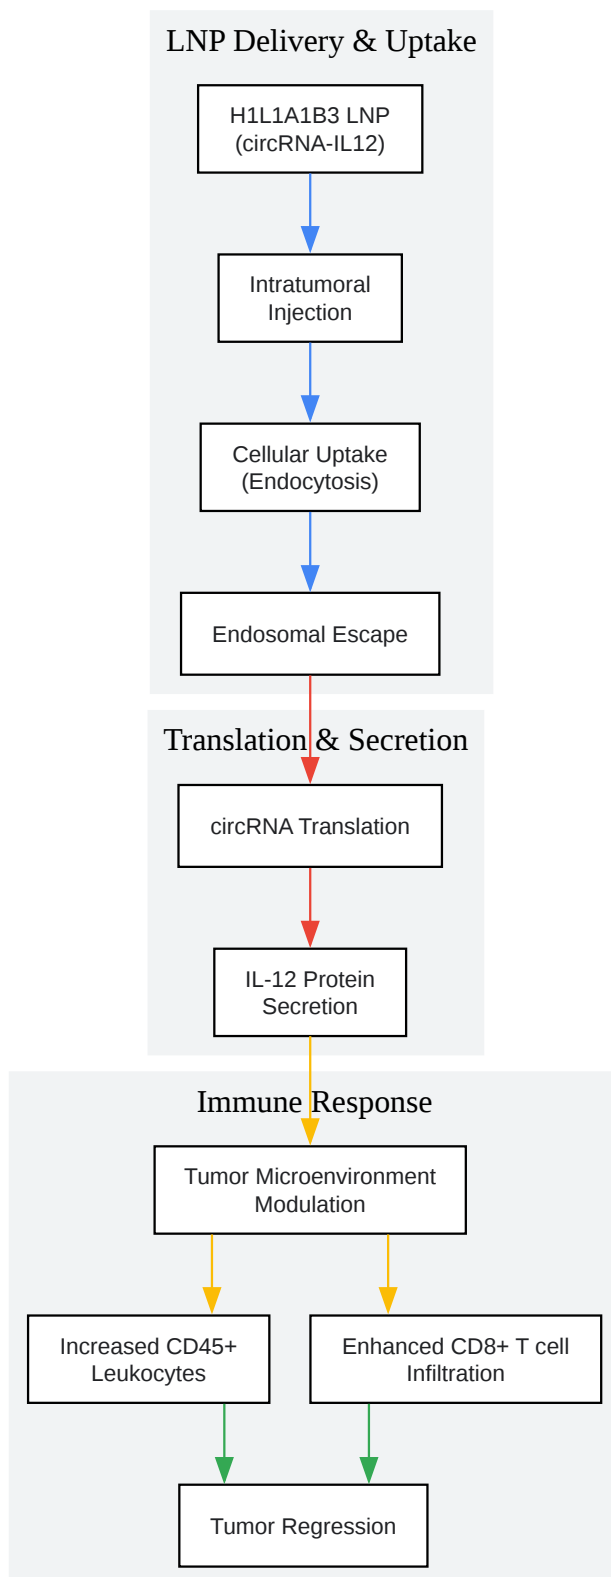 LNP Delivery & Uptake
H1L1A1B3 LNP
(circRNA-IL12)
Intratumoral
Injection
Cellular Uptake
(Endocytosis)
Endosomal Escape
Translation & Secretion
circRNA Translation
IL-12 Protein
Secretion
Immune Response
Tumor Microenvironment
Modulation
Increased CD45+
Leukocytes
Enhanced CD8+ T cell
Infiltration
Tumor Regression